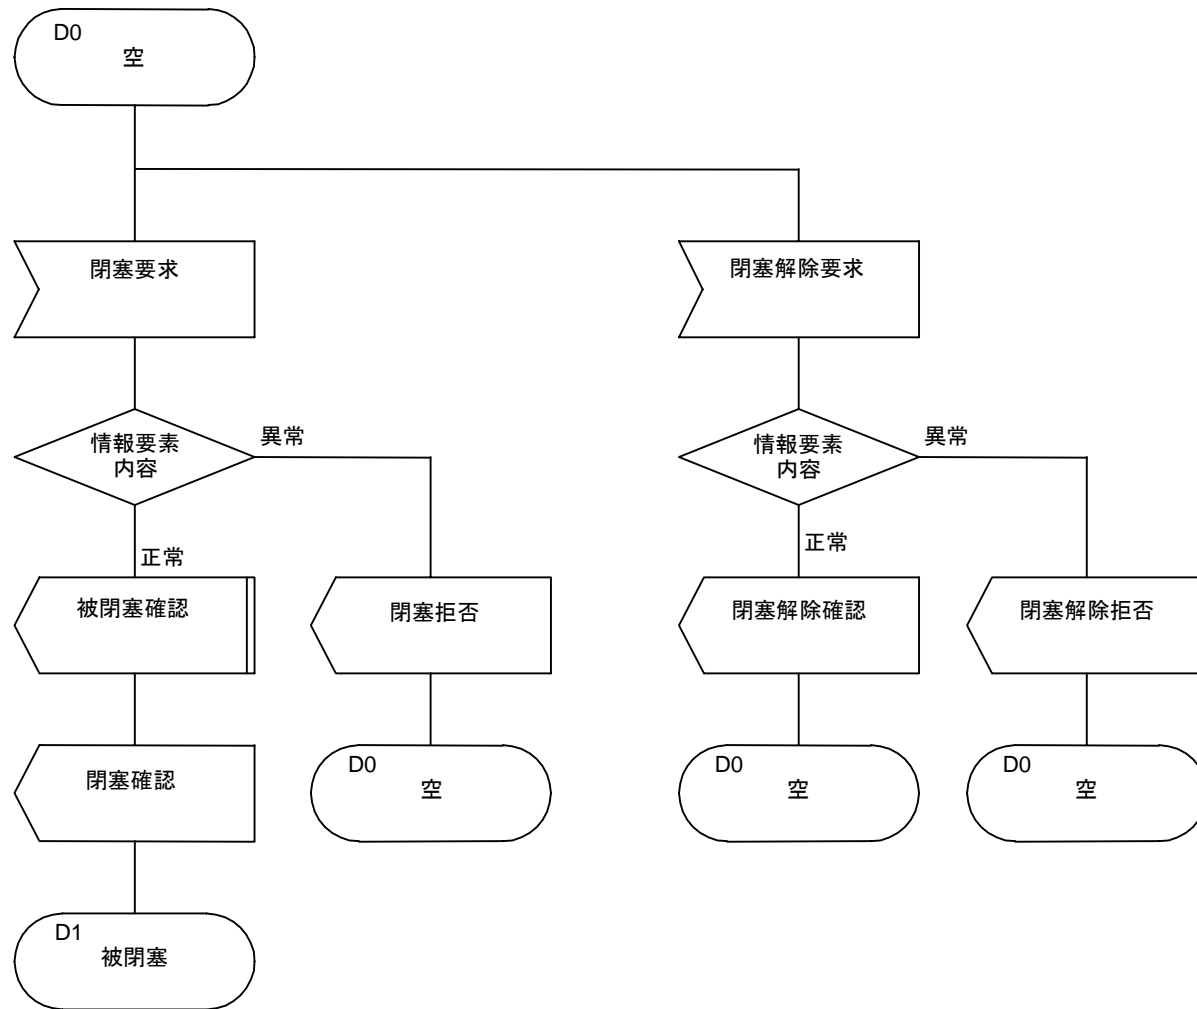 D0
空
閉塞要求
閉塞解除要求
情報要素
内容
異常
正常
情報要素
内容
異常
正常
被閉塞確認
閉塞拒否
閉塞解除確認
閉塞解除拒否
閉塞確認
D0
空
D0
空
D0
空
D1
被閉塞